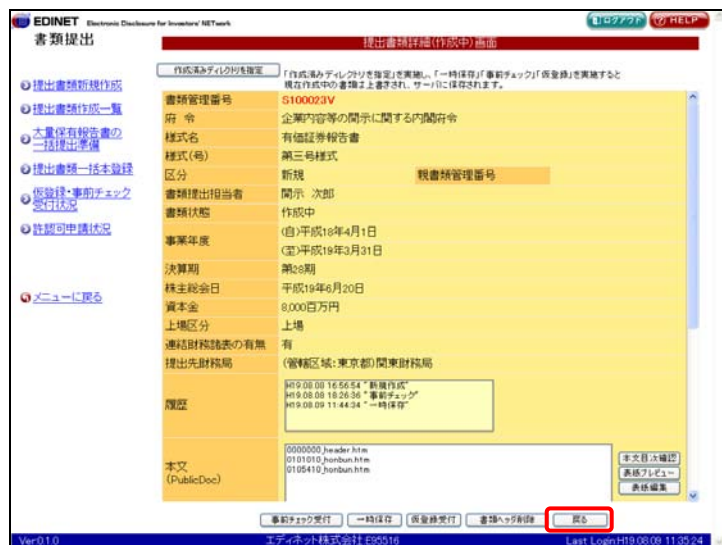 EDINET Electronic Disclosure for Investors' NETwork
ログアウト
HELP
書類提出
提出書類詳細(作成中)画面
作成済みディレクトリを指定
「作成済みディレクトリを指定」を実施し、「一時保存」「事前チェック」「仮登録」を実施すると
現在作成中の書類は上書きされ、サーバに保存されます。
提出書類新規作成
提出書類作成一覧
大量保有報告書の
一括提出準備
提出書類一括本登録
仮登録・事前チェック
受付状況
許認可申請状況
メニューに戻る
書類管理番号 S100023V
府 令 企業内容等の開示に関する内閣府令
様式名 有価証券報告書
様式(号) 第三号様式
区分 新規 親書類管理番号
書類提出担当者 開示 次郎
書類状態 作成中
事業年度 (自)平成18年4月1日
(至)平成19年3月31日
決算期 第28期
株主総会日 平成19年6月20日
資本金 8,000百万円
上場区分 上場
連結財務諸表の有無 有
提出先財務局 (管轄区域:東京都)関東財務局
履歴
H19.08.08 16:56:54 "新規作成"
H19.08.08 18:26:36 "事前チェック"
H19.08.09 11:44:34 "一時保存"
本文
(PublicDoc)
0000000_header.htm
0101010_honbun.htm
0105410_honbun.htm
本文目次確認
表紙プレビュー
表紙編集
事前チェック受付 一時保存 仮登録受付 書類ヘッダ削除 戻る
Ver01.0 エディネット株式会社 E95516 Last Login:H19.08.09 11:35:24